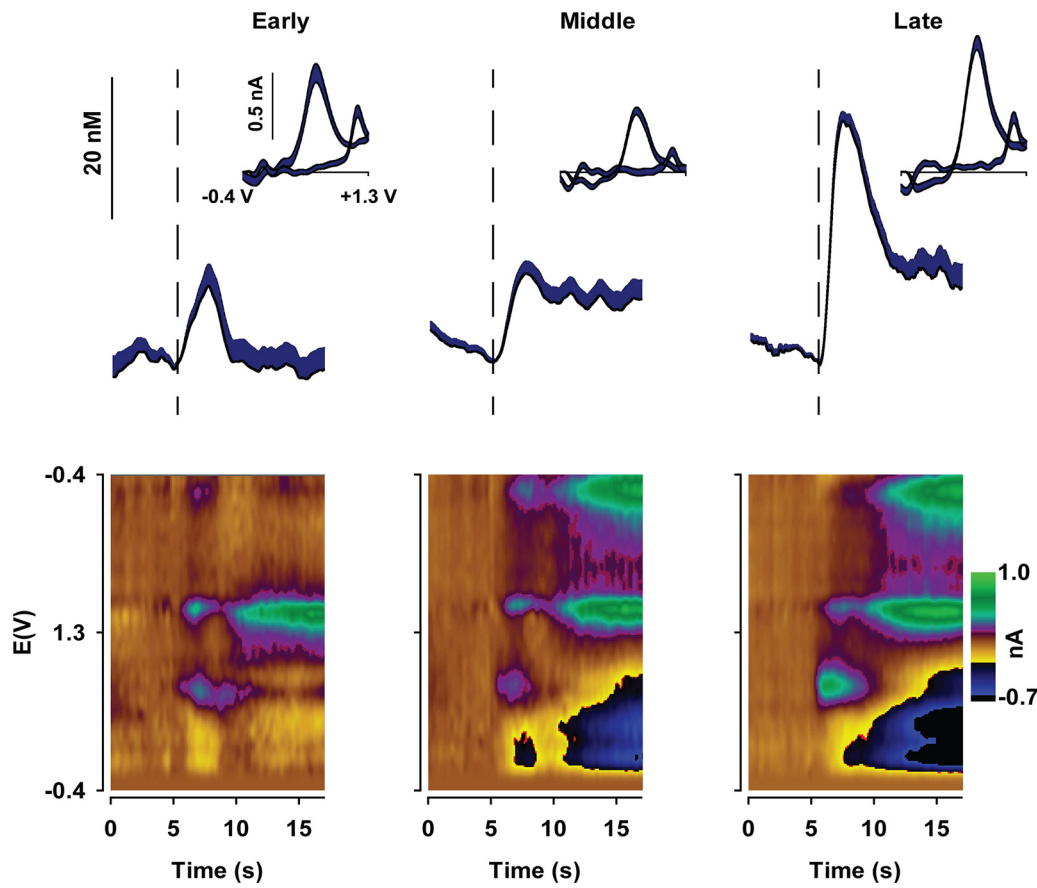 Early Middle Late
20 nM
0.5 nA
-0.4 V +1.3 V
-0.4
1.3
-0.4
E(V)
1.0
nA
-0.7
0 5 10 15 0 5 10 15 0 5 10 15
Time (s) Time (s) Time (s)